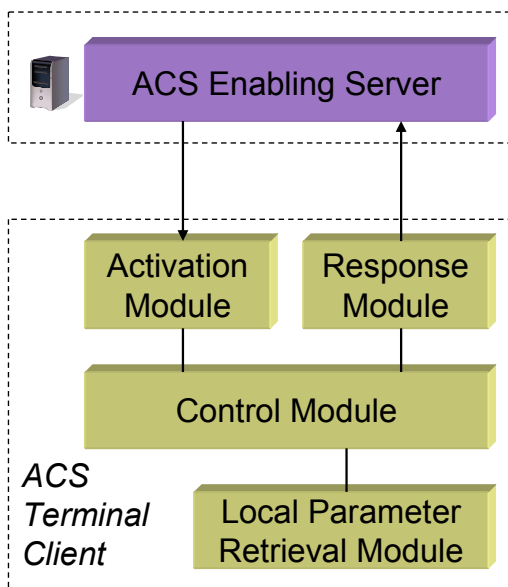 ACS Enabling Server
Activation
Module
Response
Module
Control Module
ACS
Terminal
Client
Local Parameter
Retrieval Module